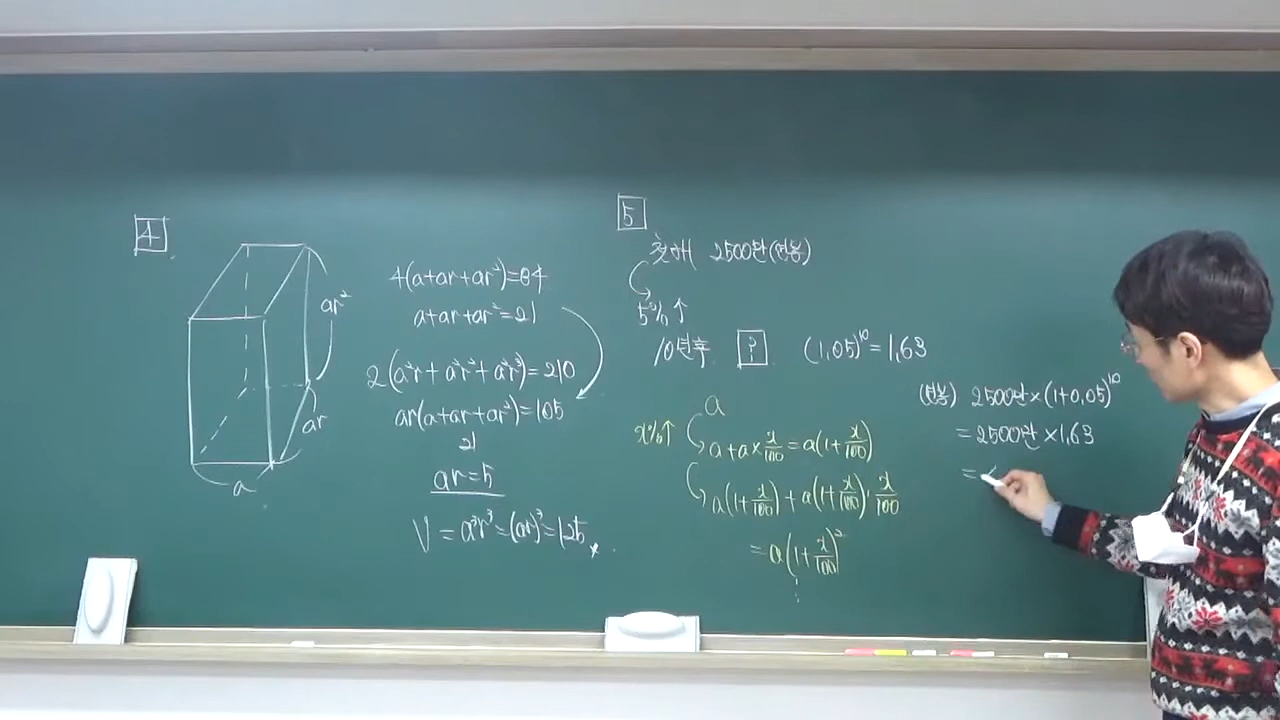 4
ar²
ar
a
4(a+ar+ar²)=84
a+ar+ar²=21
2(a²r+a²r²+a²r³)=210
ar(a+ar+ar²)=105
21
ar=5
V=a³r³=(ar)³=125
5
첫해 2500만(연봉)
5%↑
10년후 ? (1.05)¹⁰=1.63
a
x%↑ a+a×x/100=a(1+x/100)
a(1+x/100)+a(1+x/100)·x/100
=a(1+x/100)²
⋮
(연봉) 2500만×(1+0.05)¹⁰
=2500만×1.63
=